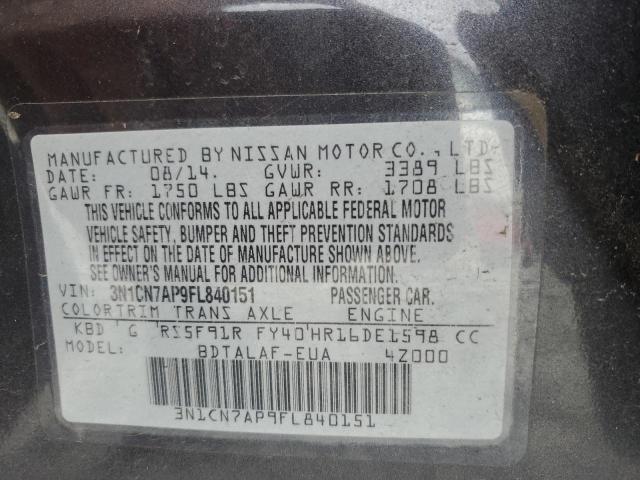 MANUFACTURED BY NISSAN MOTOR CO., LTD.
DATE: 08/14. GVWR: 3389 LBS
GAWR FR: 1750 LBS GAWR RR: 1708 LBS
THIS VEHICLE CONFORMS TO ALL APPLICABLE FEDERAL MOTOR
VEHICLE SAFETY, BUMPER AND THEFT PREVENTION STANDARDS
IN EFFECT ON THE DATE OF MANUFACTURE SHOWN ABOVE.
SEE OWNER'S MANUAL FOR ADDITIONAL INFORMATION.
VIN: 3N1CN7AP9FL840151 PASSENGER CAR.
COLOR TRIM TRANS AXLE ENGINE
KBD G RS5F91R FY40 HR16DE1598 CC
MODEL: BDTALAF-EUA 4Z000
3N1CN7AP9FL840151